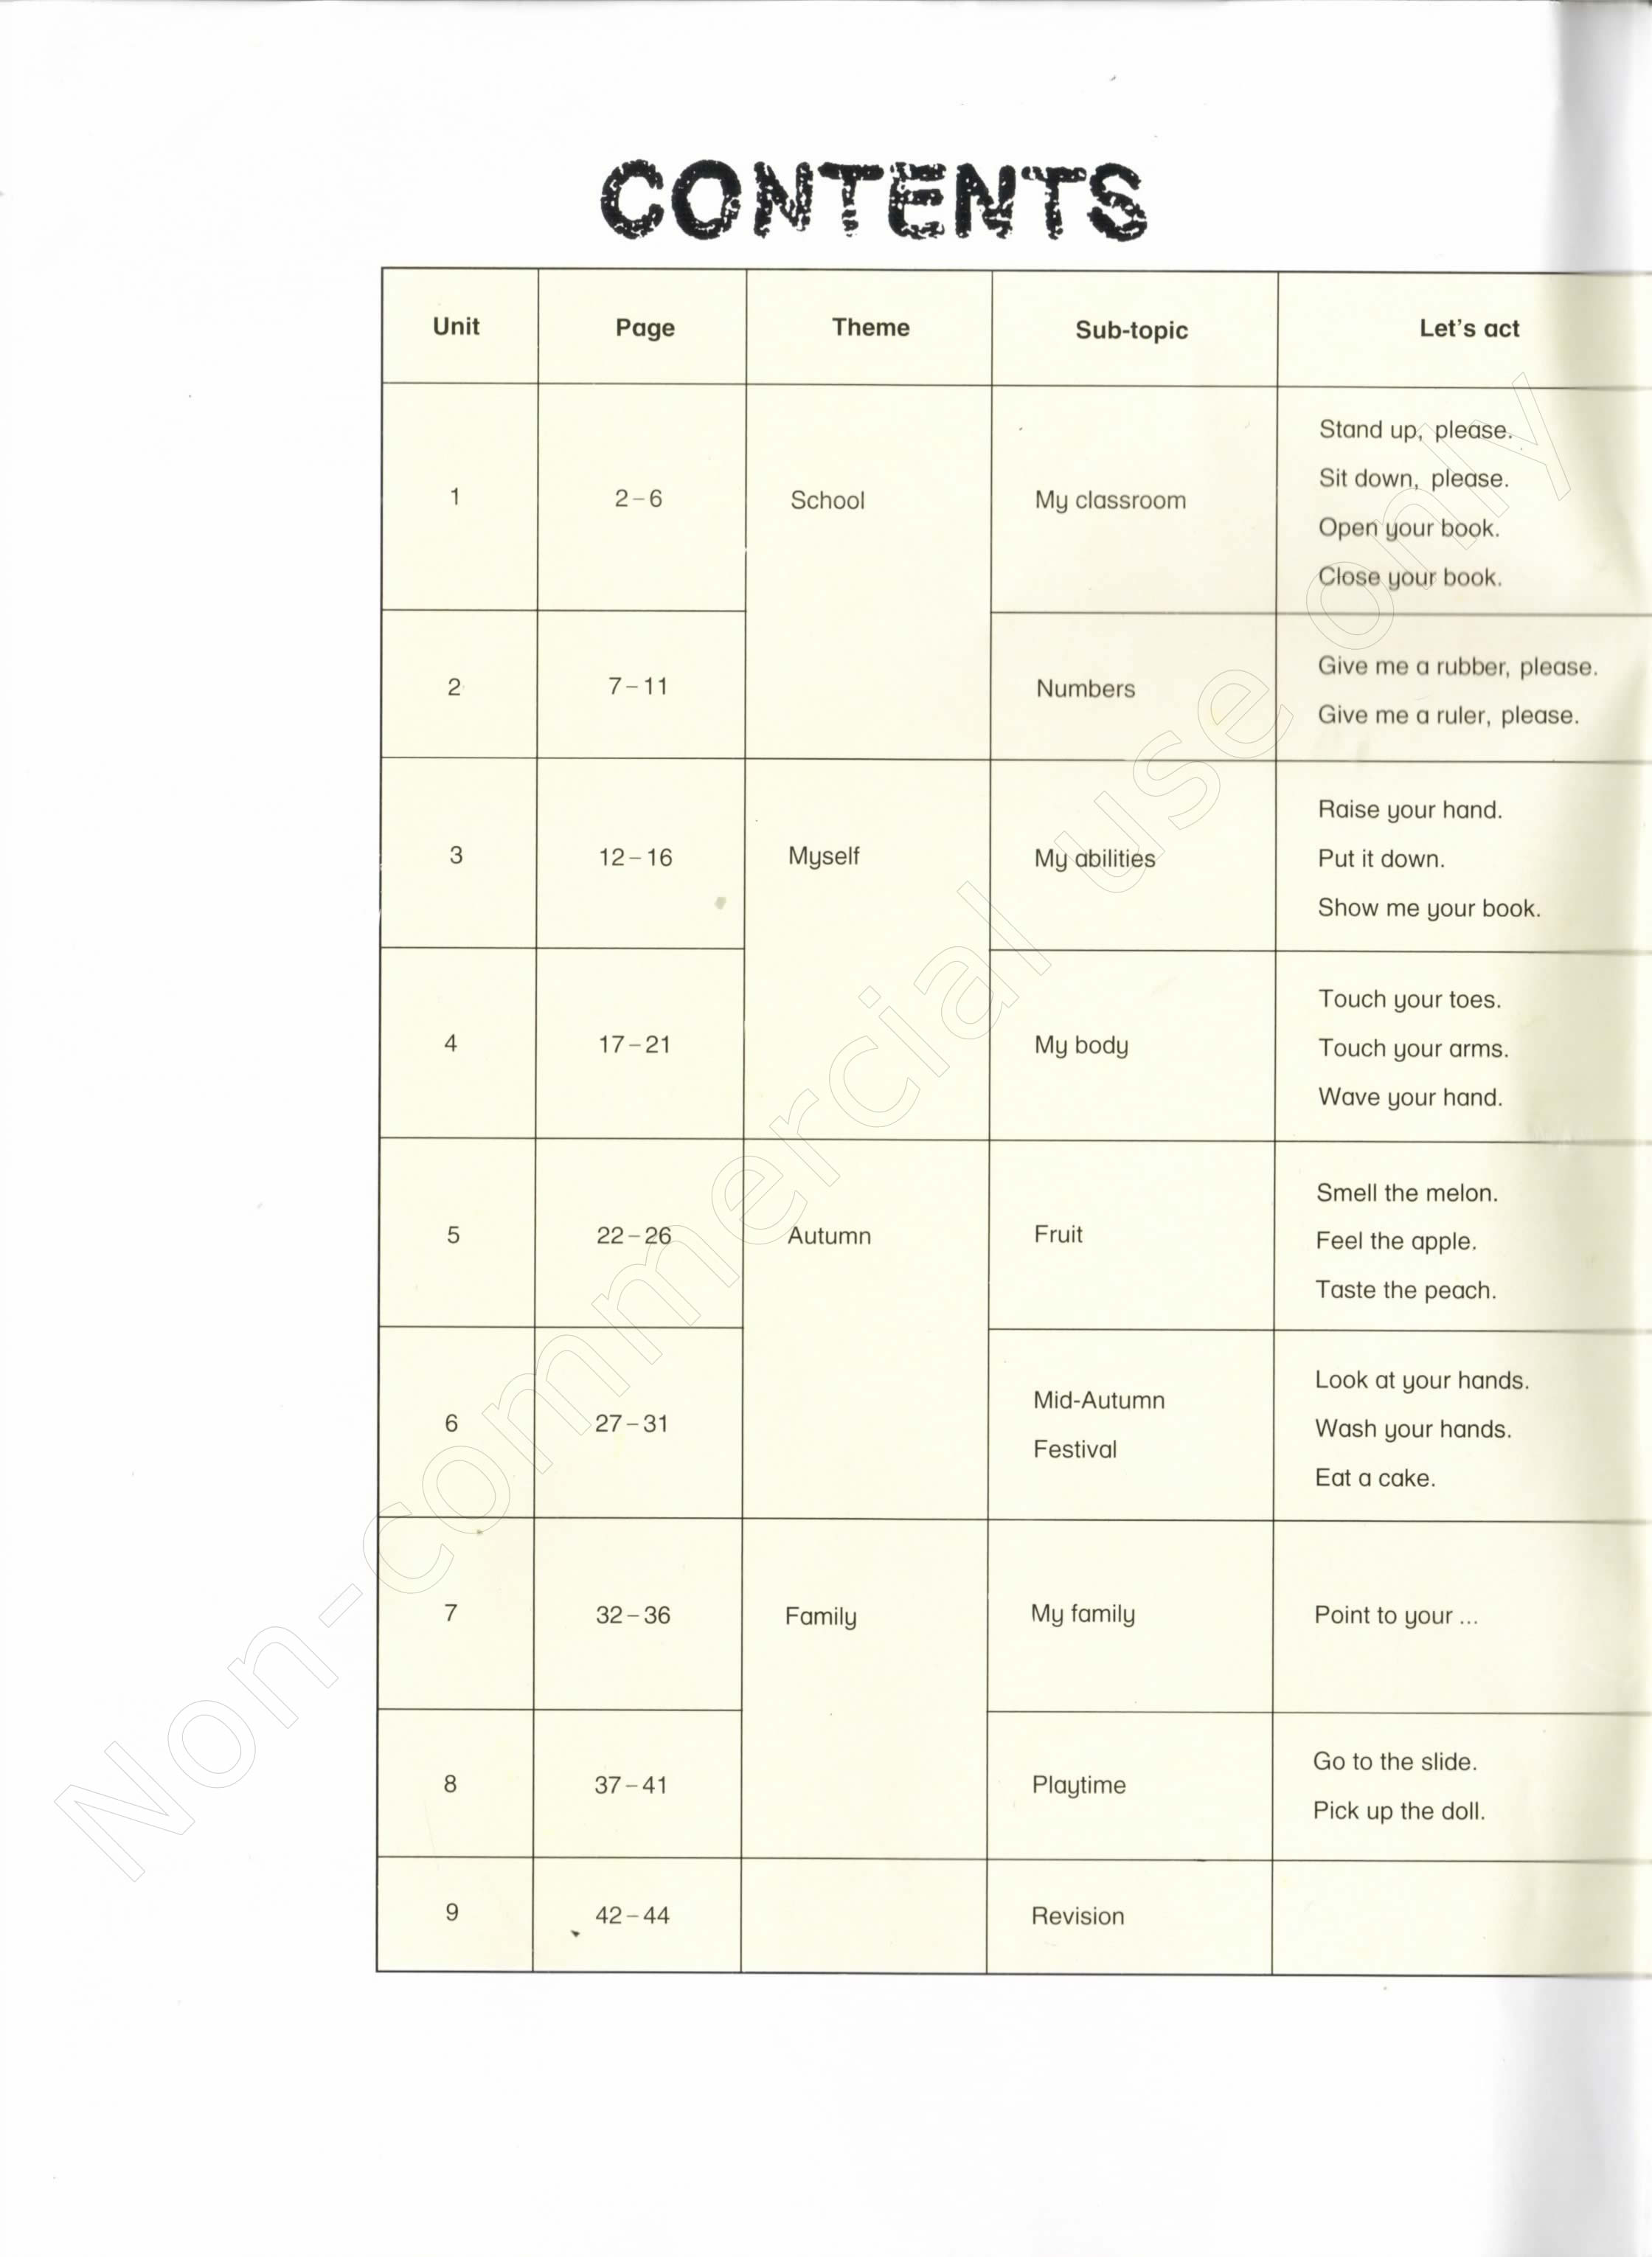 CONTENTS
Unit Page Theme Sub-topic Let's act
1 2–6 School My classroom Stand up, please.
Sit down, please.
Open your book.
Close your book.
2 7–11 Numbers Give me a rubber, please.
Give me a ruler, please.
3 12–16 Myself My abilities Raise your hand.
Put it down.
Show me your book.
4 17–21 My body Touch your toes.
Touch your arms.
Wave your hand.
5 22–26 Autumn Fruit Smell the melon.
Feel the apple.
Taste the peach.
6 27–31 Mid-Autumn Festival Look at your hands.
Wash your hands.
Eat a cake.
7 32–36 Family My family Point to your ...
8 37–41 Playtime Go to the slide.
Pick up the doll.
9 42–44 Revision
Non-commercial use only